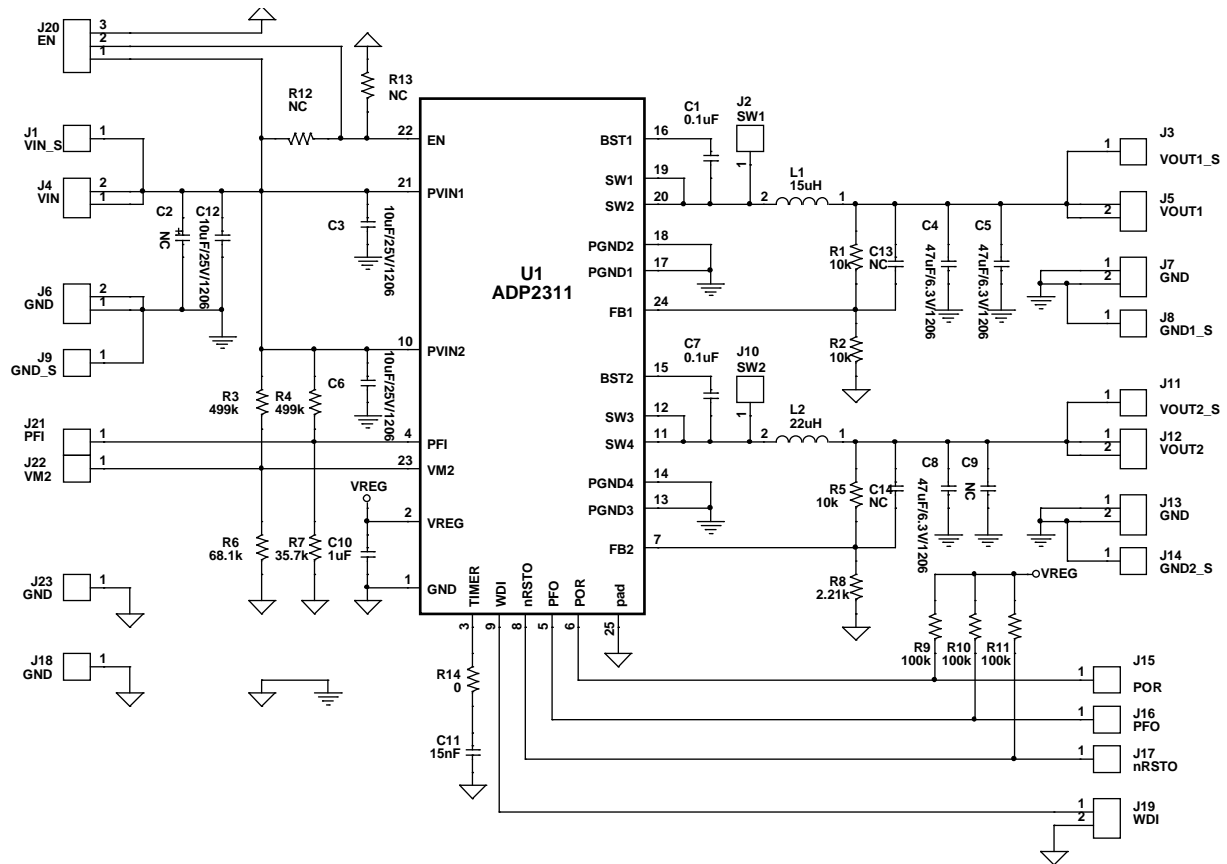 J20
EN
3
2
1
R12
NC
R13
NC
J1
VIN_S
1
J4
VIN
2
1
C2
NC
+
C12
10uF/25V/1206
C3
10uF/25V/1206
J6
GND
2
1
J9
GND_S
1
R3
499k
R4
499k
C6
10uF/25V/1206
J21
PFI
1
J22
VM2
1
VREG
R6
68.1k
R7
35.7k
C10
1uF
J23
GND
1
J18
GND
1
U1
ADP2311
22
EN
21
PVIN1
10
PVIN2
4
PFI
23
VM2
2
VREG
1
GND
BST1
16
SW1
19
SW2
20
PGND2
18
PGND1
17
FB1
24
BST2
15
SW3
12
SW4
11
PGND4
14
PGND3
13
FB2
7
TIMER
WDI
nRSTO
PFO
POR
pad
3
9
8
5
6
25
R14
0
C11
15nF
C1
0.1uF
J2
SW1
1
L1
15uH
2
1
R1
10k
C13
NC
C4
47uF/6.3V/1206
C5
47uF/6.3V/1206
R2
10k
J3
VOUT1_S
1
J5
VOUT1
1
2
J7
GND
1
2
J8
GND1_S
1
C7
0.1uF
J10
SW2
1
L2
22uH
2
1
R5
10k
C14
NC
C8
47uF/6.3V/1206
C9
NC
R8
2.21k
J11
VOUT2_S
1
J12
VOUT2
1
2
J13
GND
1
2
J14
GND2_S
1
VREG
R9
100k
R10
100k
R11
100k
J15
POR
1
J16
PFO
1
J17
nRSTO
1
J19
WDI
1
2